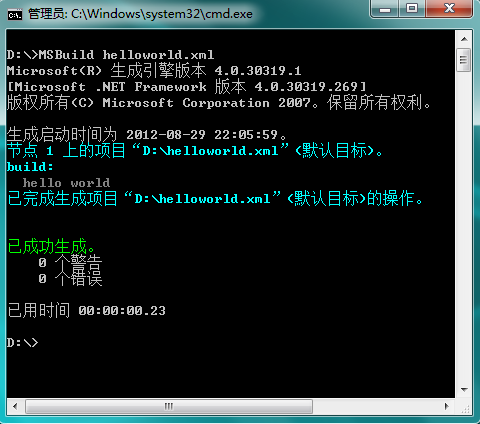 管理员: C:\Windows\system32\cmd.exe
D:\>MSBuild helloworld.xml
Microsoft(R) 生成引擎版本 4.0.30319.1
[Microsoft .NET Framework 版本 4.0.30319.269]
版权所有(C) Microsoft Corporation 2007。保留所有权利。
生成启动时间为 2012-08-29 22:05:59。
节点 1 上的项目“D:\helloworld.xml”(默认目标)。
build:
hello world
已完成生成项目“D:\helloworld.xml”(默认目标)的操作。
已成功生成。
0 个警告
0 个错误
已用时间 00:00:00.23
D:\>